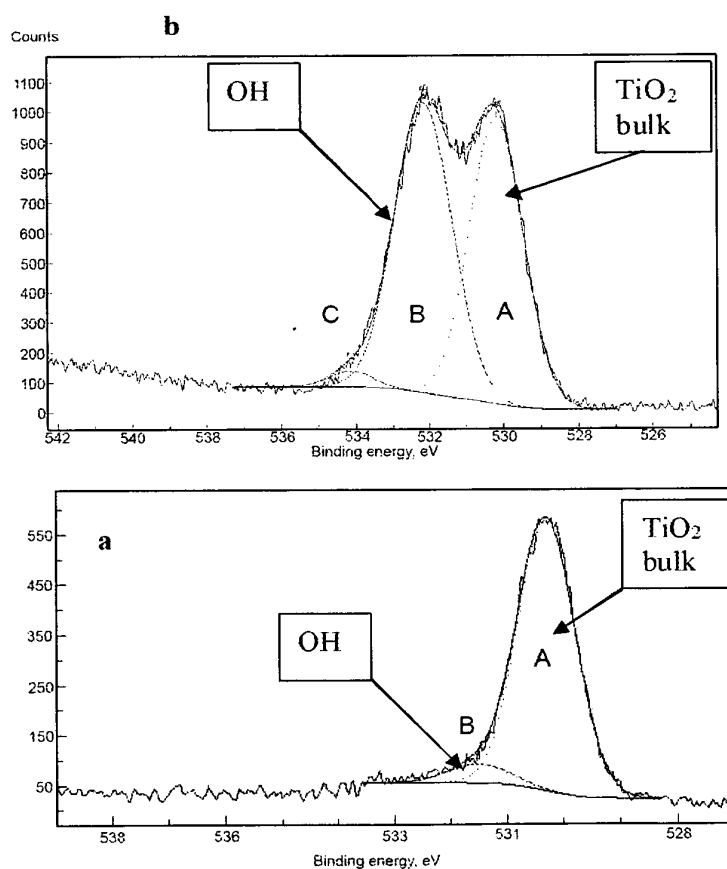 b
Counts
OH
TiO₂
bulk
1100
1000
900
800
700
600
500
400
300
200
100
0
C
B
A
542
540
538
536
534
532
530
528
526
Binding energy, eV
a
TiO₂
bulk
OH
550
450
350
250
150
50
B
A
538
536
533
531
528
Binding energy, eV